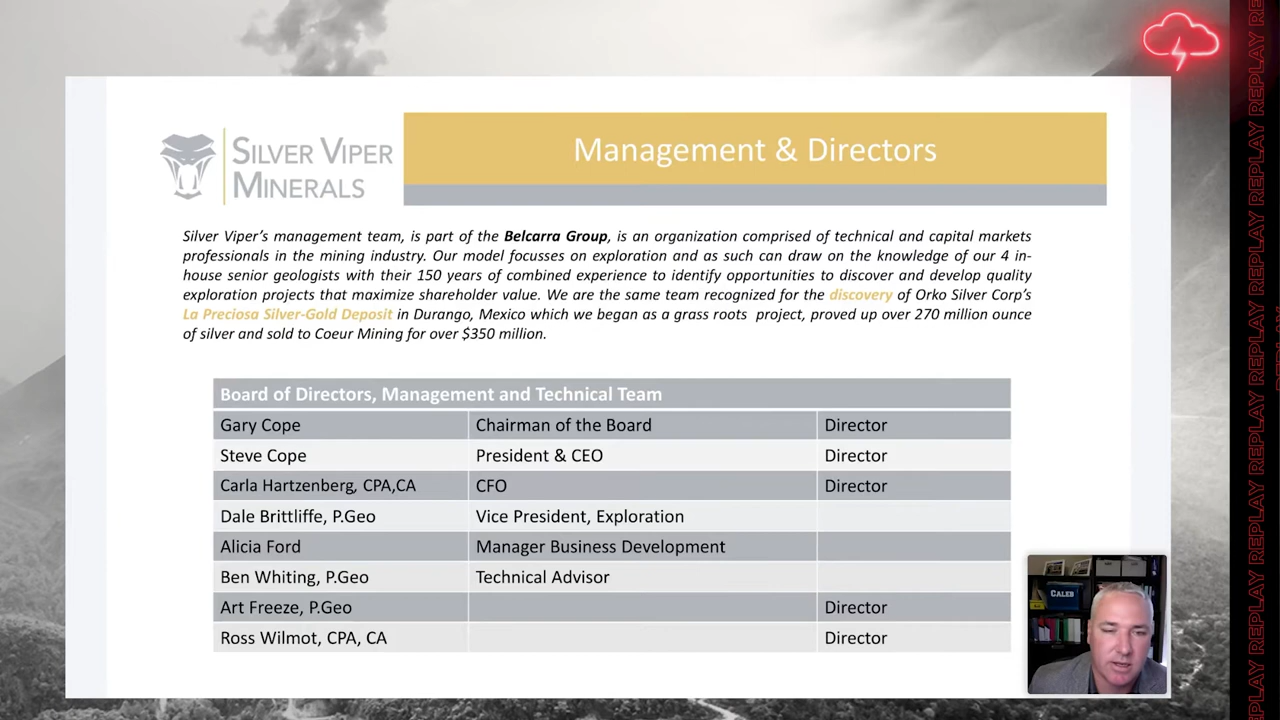 SILVER VIPER
MINERALS
Management & Directors
Silver Viper's management team, is part of the Belcarra Group, is an organization comprised of technical and capital markets
professionals in the mining industry. Our model focusses on exploration and as such can draw on the knowledge of our 4 in-
house senior geologists with their 150 years of combined experience to identify opportunities to discover and develop quality
exploration projects that maximize shareholder value. We are the same team recognized for the discovery of Orko Silver Corp's
La Preciosa Silver-Gold Deposit in Durango, Mexico which we began as a grass roots project, proved up over 270 million ounce
of silver and sold to Coeur Mining for over $350 million.
Board of Directors, Management and Technical Team
Gary Cope Chairman of the Board Director
Steve Cope President & CEO Director
Carla Hartzenberg, CPA,CA CFO Director
Dale Brittliffe, P.Geo Vice President, Exploration
Alicia Ford Manager Business Development
Ben Whiting, P.Geo Technical Advisor
Art Freeze, P.Geo Director
Ross Wilmot, CPA, CA Director
CALEB
REPLAY REPLAY REPLAY REPLAY REPLAY REPLAY REPLAY REPLAY